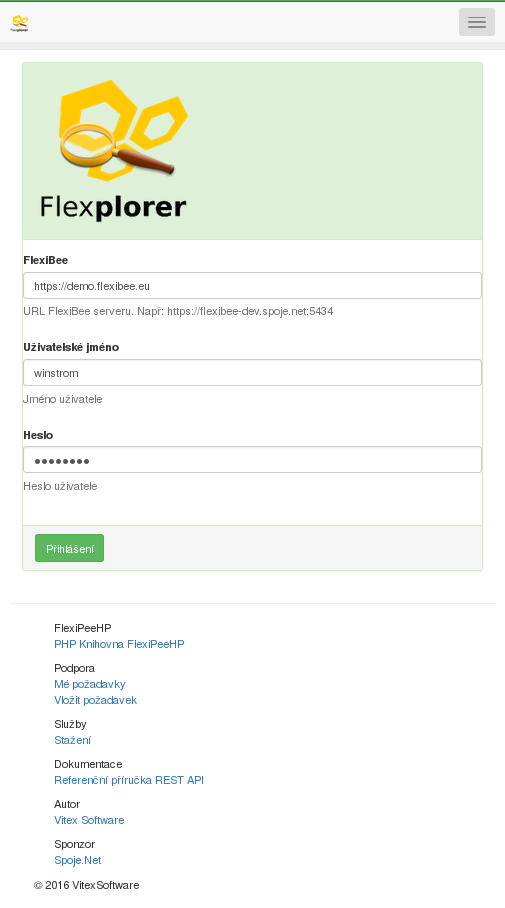 Flexplorer
FlexiBee
https://demo.flexibee.eu
URL FlexiBee serveru. Např: https://flexibee-dev.spoje.net:5434
Uživatelské jméno
winstrom
Jméno uživatele
Heslo
●●●●●●●●
Heslo uživatele
Přihlášení
FlexiPeeHP
PHP Knihovna FlexiPeeHP
Podpora
Mé požadavky
Vložit požadavek
Služby
Stažení
Dokumentace
Referenční příručka REST API
Autor
Vitex Software
Sponzor
Spoje.Net
© 2016 VitexSoftware